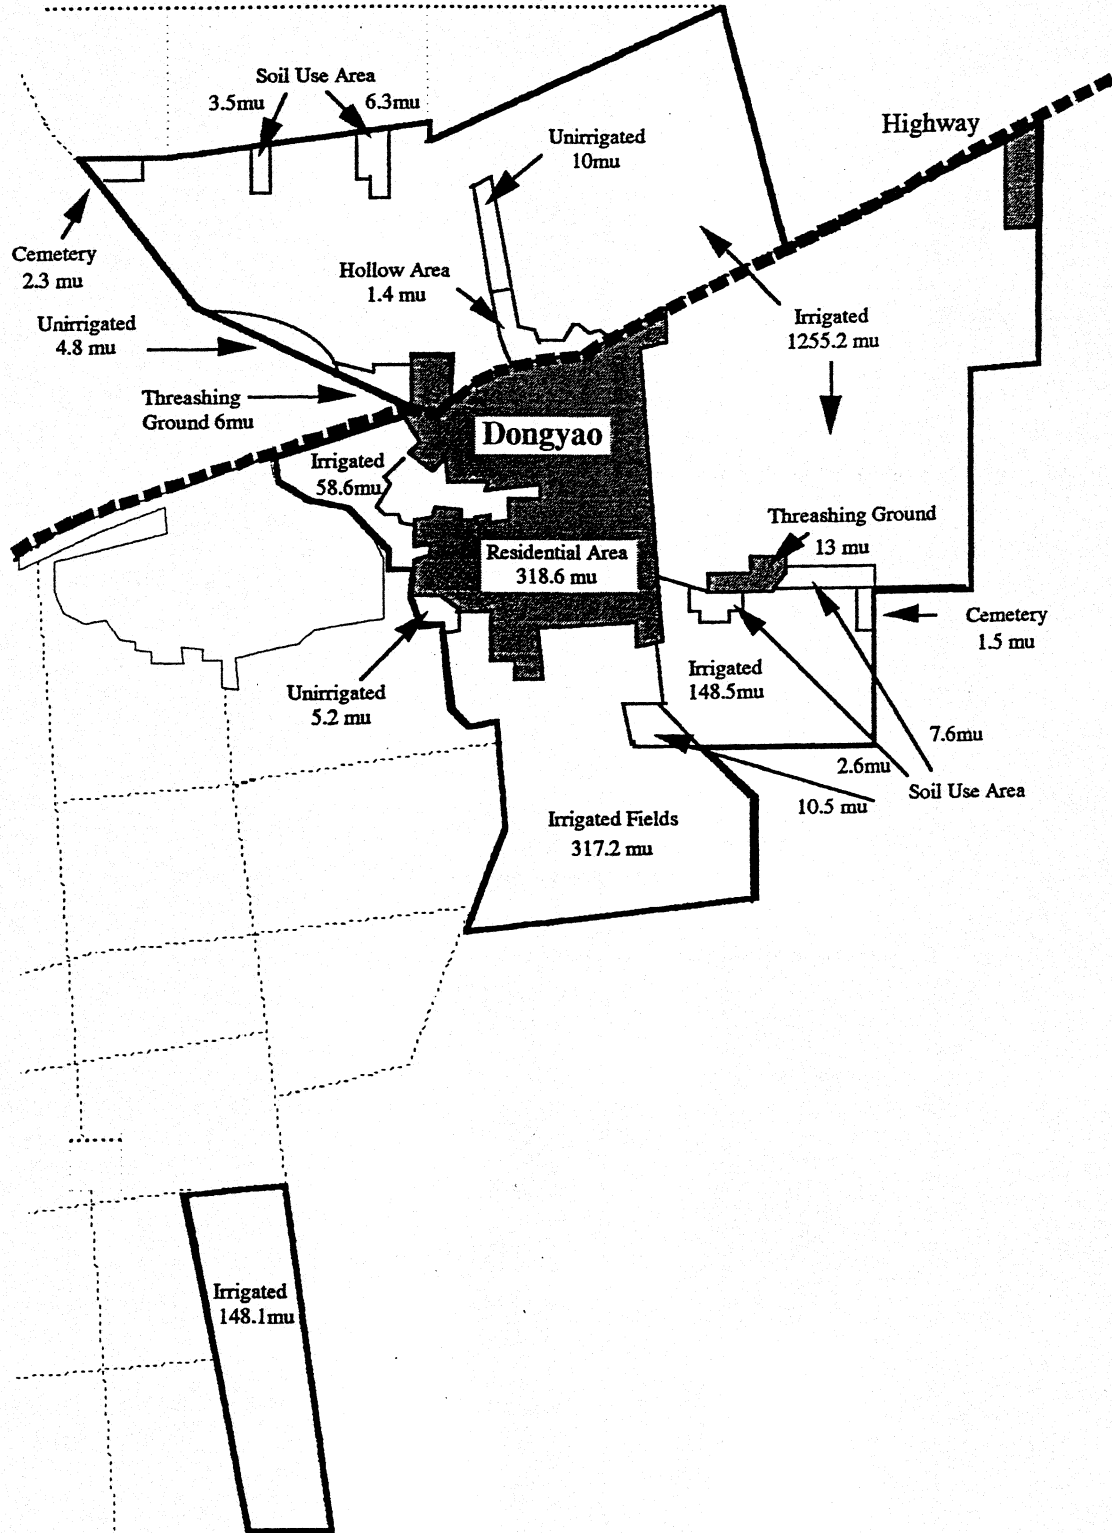 Soil Use Area
3.5mu
6.3mu
Highway
Unirrigated
10mu
Cemetery
2.3 mu
Hollow Area
1.4 mu
Unirrigated
4.8 mu
Irrigated
1255.2 mu
Threashing
Ground 6mu
Dongyao
Irrigated
58.6mu
Threashing Ground
13 mu
Residential Area
318.6 mu
Cemetery
1.5 mu
Irrigated
148.5mu
Unirrigated
5.2 mu
7.6mu
2.6mu
Soil Use Area
10.5 mu
Irrigated Fields
317.2 mu
Irrigated
148.1mu